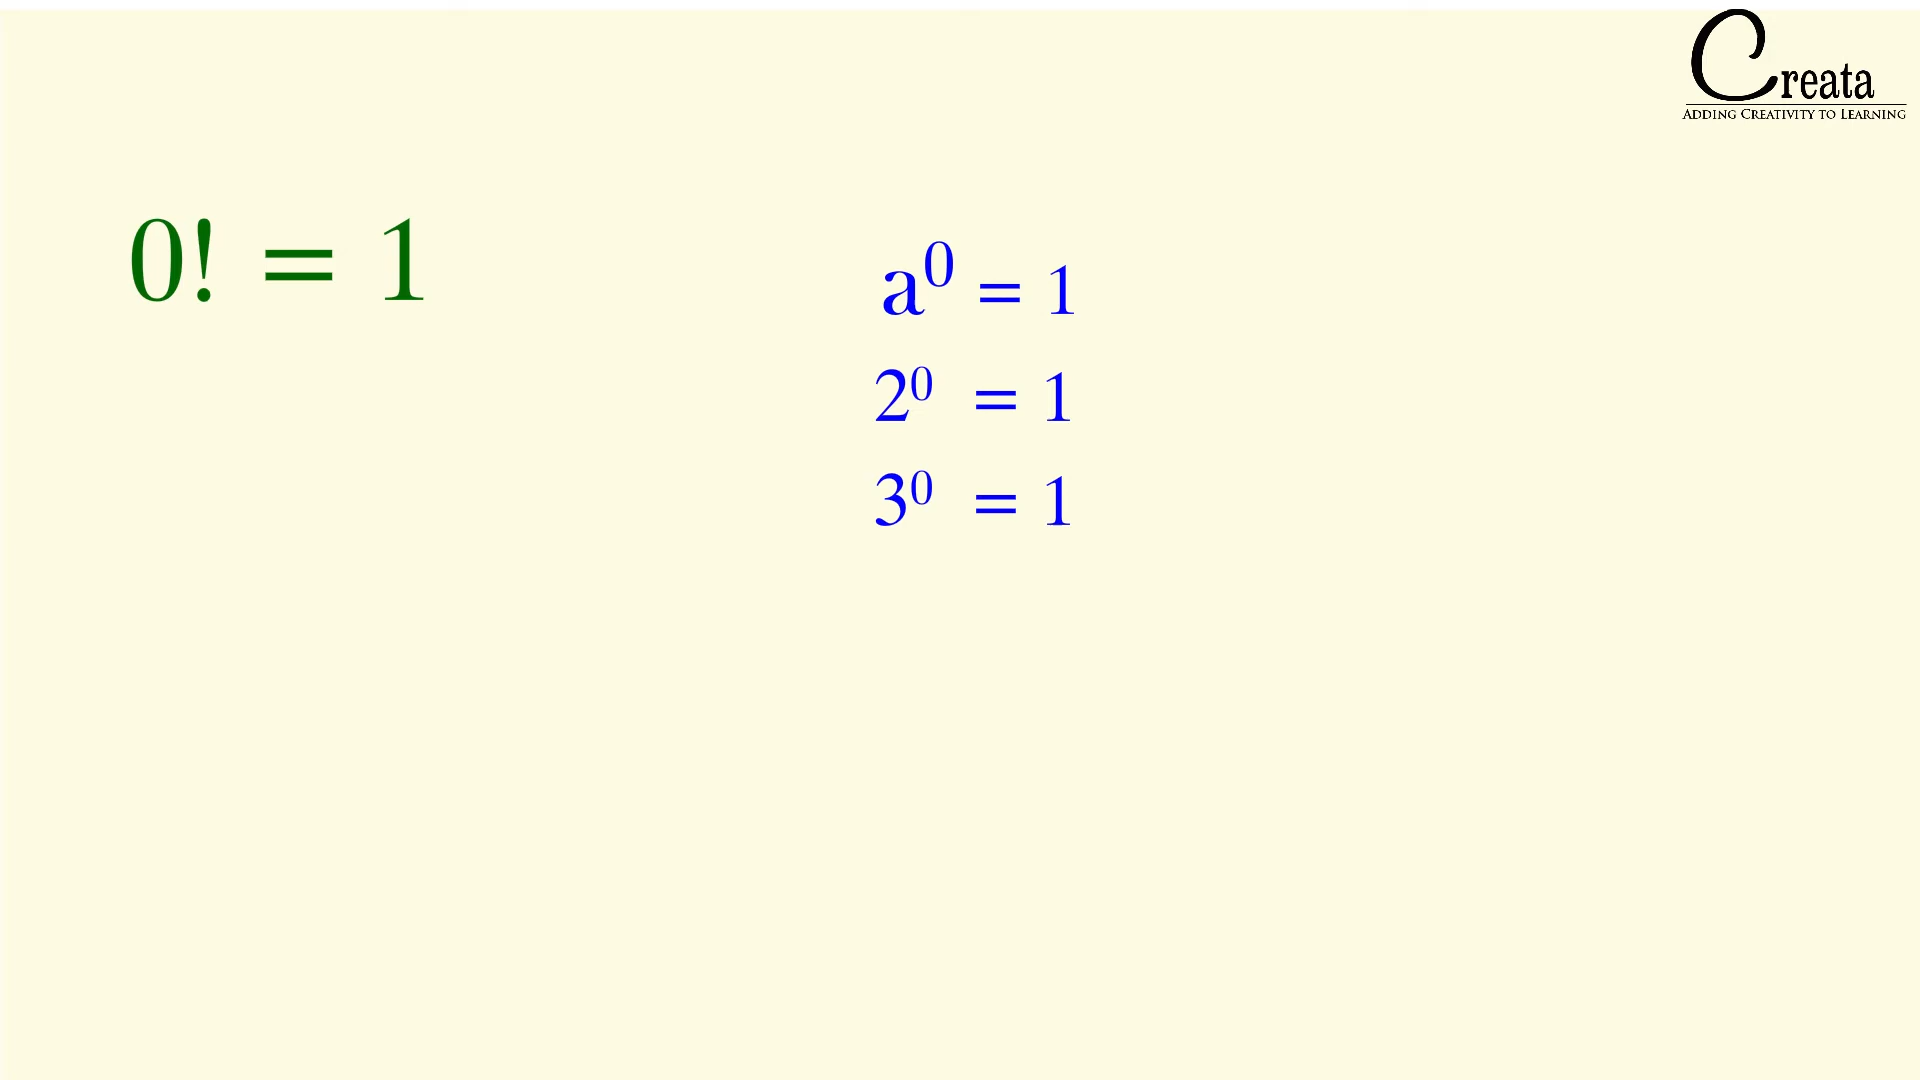 Creata
ADDING CREATIVITY TO LEARNING
0! = 1
a⁰ = 1
2⁰ = 1
3⁰ = 1